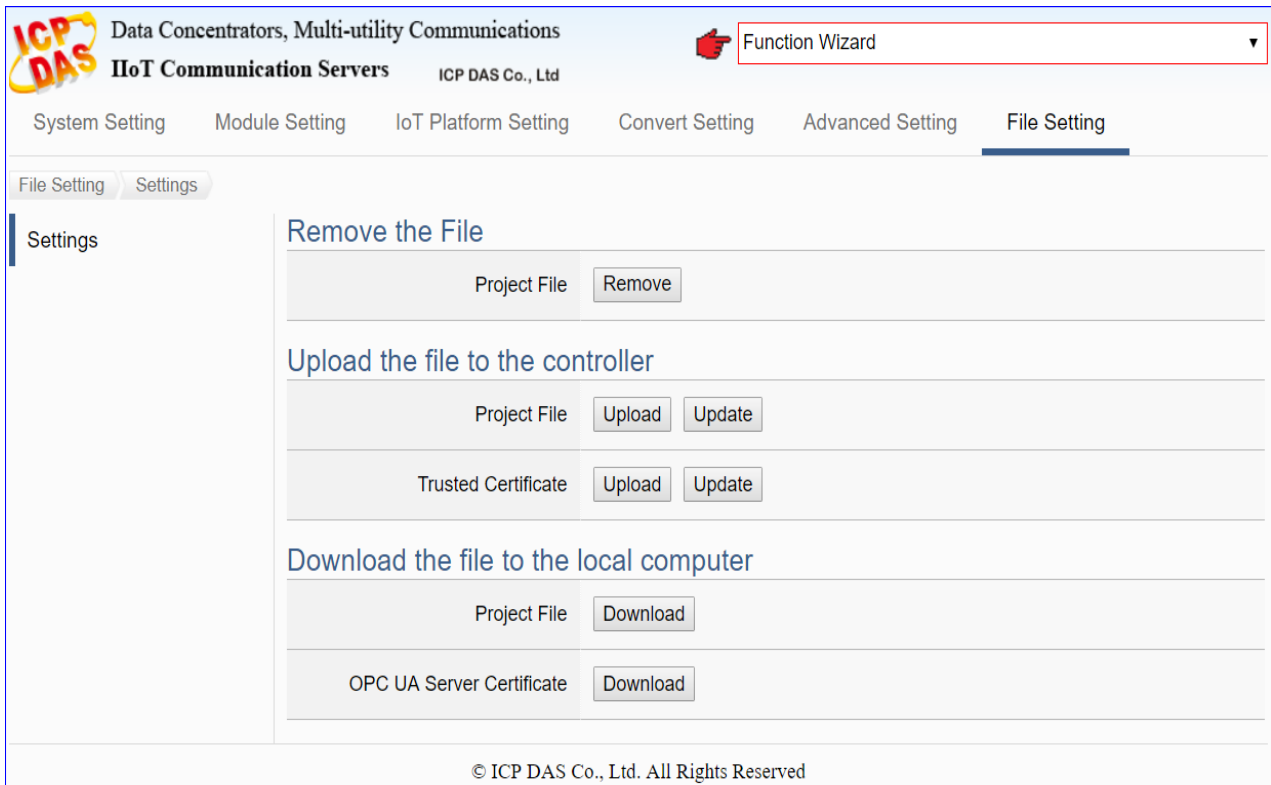 ICP DAS
Data Concentrators, Multi-utility Communications
IIoT Communication Servers ICP DAS Co., Ltd
Function Wizard
System Setting Module Setting IoT Platform Setting Convert Setting Advanced Setting File Setting
File Setting Settings
Settings
Remove the File
Project File Remove
Upload the file to the controller
Project File Upload Update
Trusted Certificate Upload Update
Download the file to the local computer
Project File Download
OPC UA Server Certificate Download
© ICP DAS Co., Ltd. All Rights Reserved